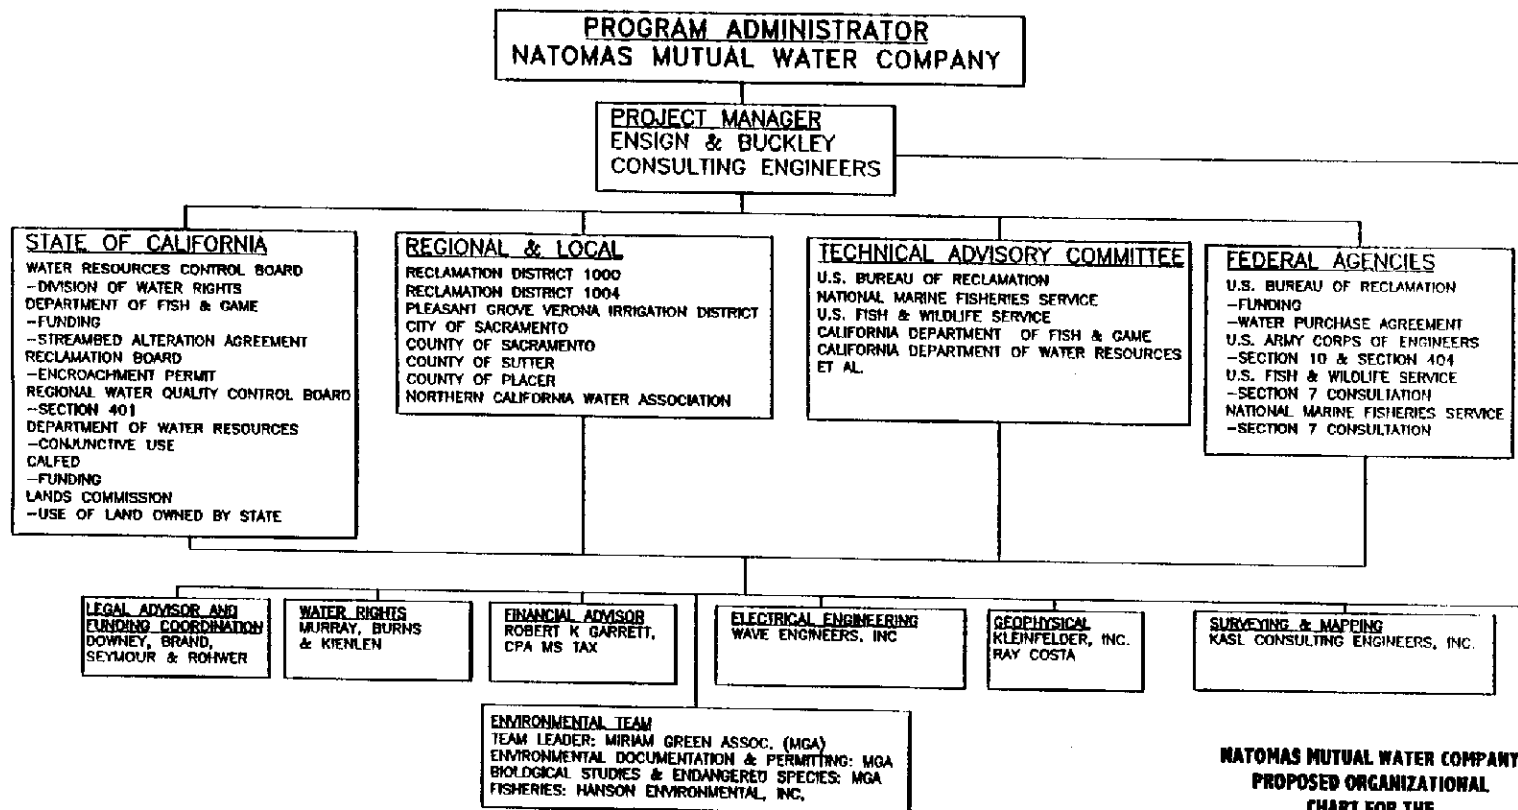 PROGRAM ADMINISTRATOR
NATOMAS MUTUAL WATER COMPANY
PROJECT MANAGER
ENSIGN & BUCKLEY
CONSULTING ENGINEERS
STATE OF CALIFORNIA
WATER RESOURCES CONTROL BOARD
-DIVISION OF WATER RIGHTS
DEPARTMENT OF FISH & GAME
-FUNDING
-STREAMBED ALTERATION AGREEMENT
RECLAMATION BOARD
-ENCROACHMENT PERMIT
REGIONAL WATER QUALITY CONTROL BOARD
-SECTION 401
DEPARTMENT OF WATER RESOURCES
-CONJUNCTIVE USE
CALFED
-FUNDING
LANDS COMMISSION
-USE OF LAND OWNED BY STATE
REGIONAL & LOCAL
RECLAMATION DISTRICT 1000
RECLAMATION DISTRICT 1004
PLEASANT GROVE VERONA IRRIGATION DISTRICT
CITY OF SACRAMENTO
COUNTY OF SACRAMENTO
COUNTY OF SUTTER
COUNTY OF PLACER
NORTHERN CALIFORNIA WATER ASSOCIATION
TECHNICAL ADVISORY COMMITTEE
U.S. BUREAU OF RECLAMATION
NATIONAL MARINE FISHERIES SERVICE
U.S. FISH & WILDLIFE SERVICE
CALIFORNIA DEPARTMENT OF FISH & GAME
CALIFORNIA DEPARTMENT OF WATER RESOURCES
ET AL.
FEDERAL AGENCIES
U.S. BUREAU OF RECLAMATION
-FUNDING
-WATER PURCHASE AGREEMENT
U.S. ARMY CORPS OF ENGINEERS
-SECTION 10 & SECTION 404
U.S. FISH & WILDLIFE SERVICE
-SECTION 7 CONSULTATION
NATIONAL MARINE FISHERIES SERVICE
-SECTION 7 CONSULTATION
LEGAL ADVISOR AND
FUNDING COORDINATION
DOWNEY, BRAND,
SEYMOUR & ROHWER
WATER RIGHTS
MURRAY, BURNS
& KIENLEN
FINANCIAL ADVISOR
ROBERT K GARRETT,
CPA MS TAX
ELECTRICAL ENGINEERING
WAVE ENGINEERS, INC
GEOPHYSICAL
KLEINFELDER, INC.
RAY COSTA
SURVEYING & MAPPING
KASL CONSULTING ENGINEERS, INC.
ENVIRONMENTAL TEAM
TEAM LEADER: MIRIAM GREEN ASSOC. (MGA)
ENVIRONMENTAL DOCUMENTATION & PERMITTING: MGA
BIOLOGICAL STUDIES & ENDANGERED SPECIES: MGA
FISHERIES: HANSON ENVIRONMENTAL, INC.
NATOMAS MUTUAL WATER COMPANY
PROPOSED ORGANIZATIONAL
CHART FOR THE